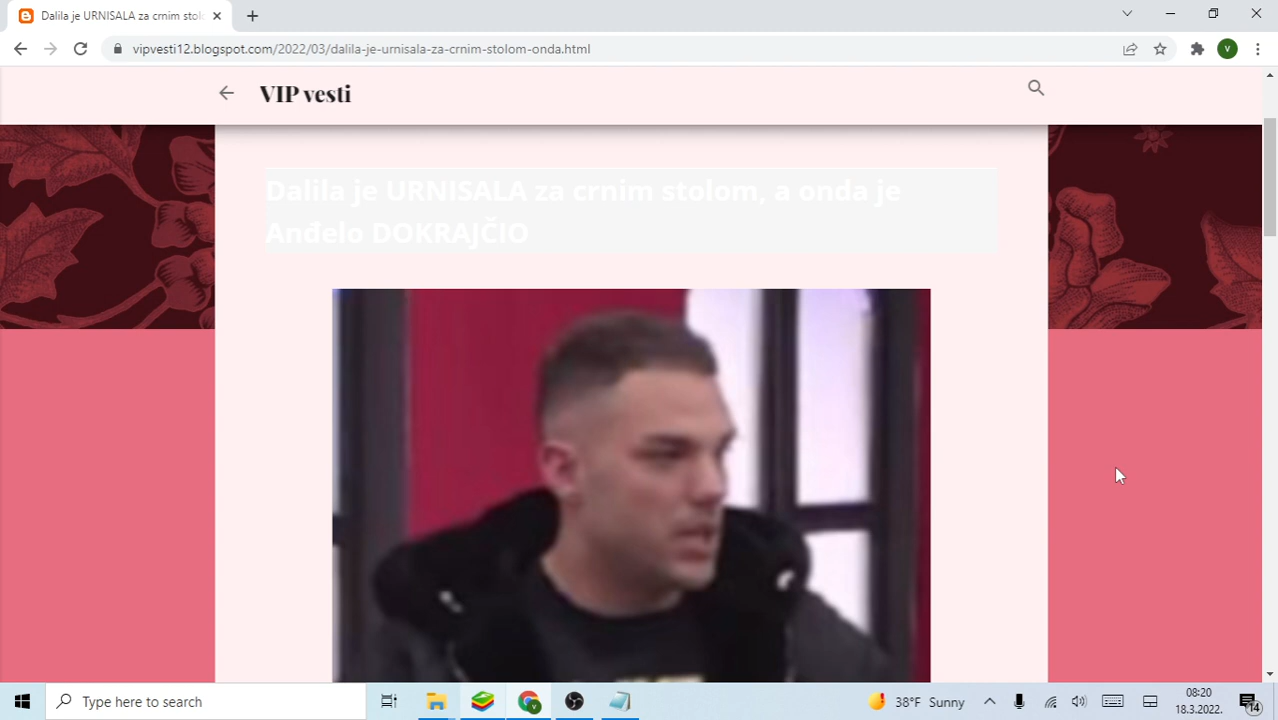 Dalila je URNISALA za crnim stol
vipvesti12.blogspot.com/2022/03/dalila-je-urnisala-za-crnim-stolom-onda.html
V
VIP vesti
Dalila je URNISALA za crnim stolom, a onda je
Anđelo DOKRAJČIO
Type here to search
38°F Sunny
08:20
18.3.2022.
14